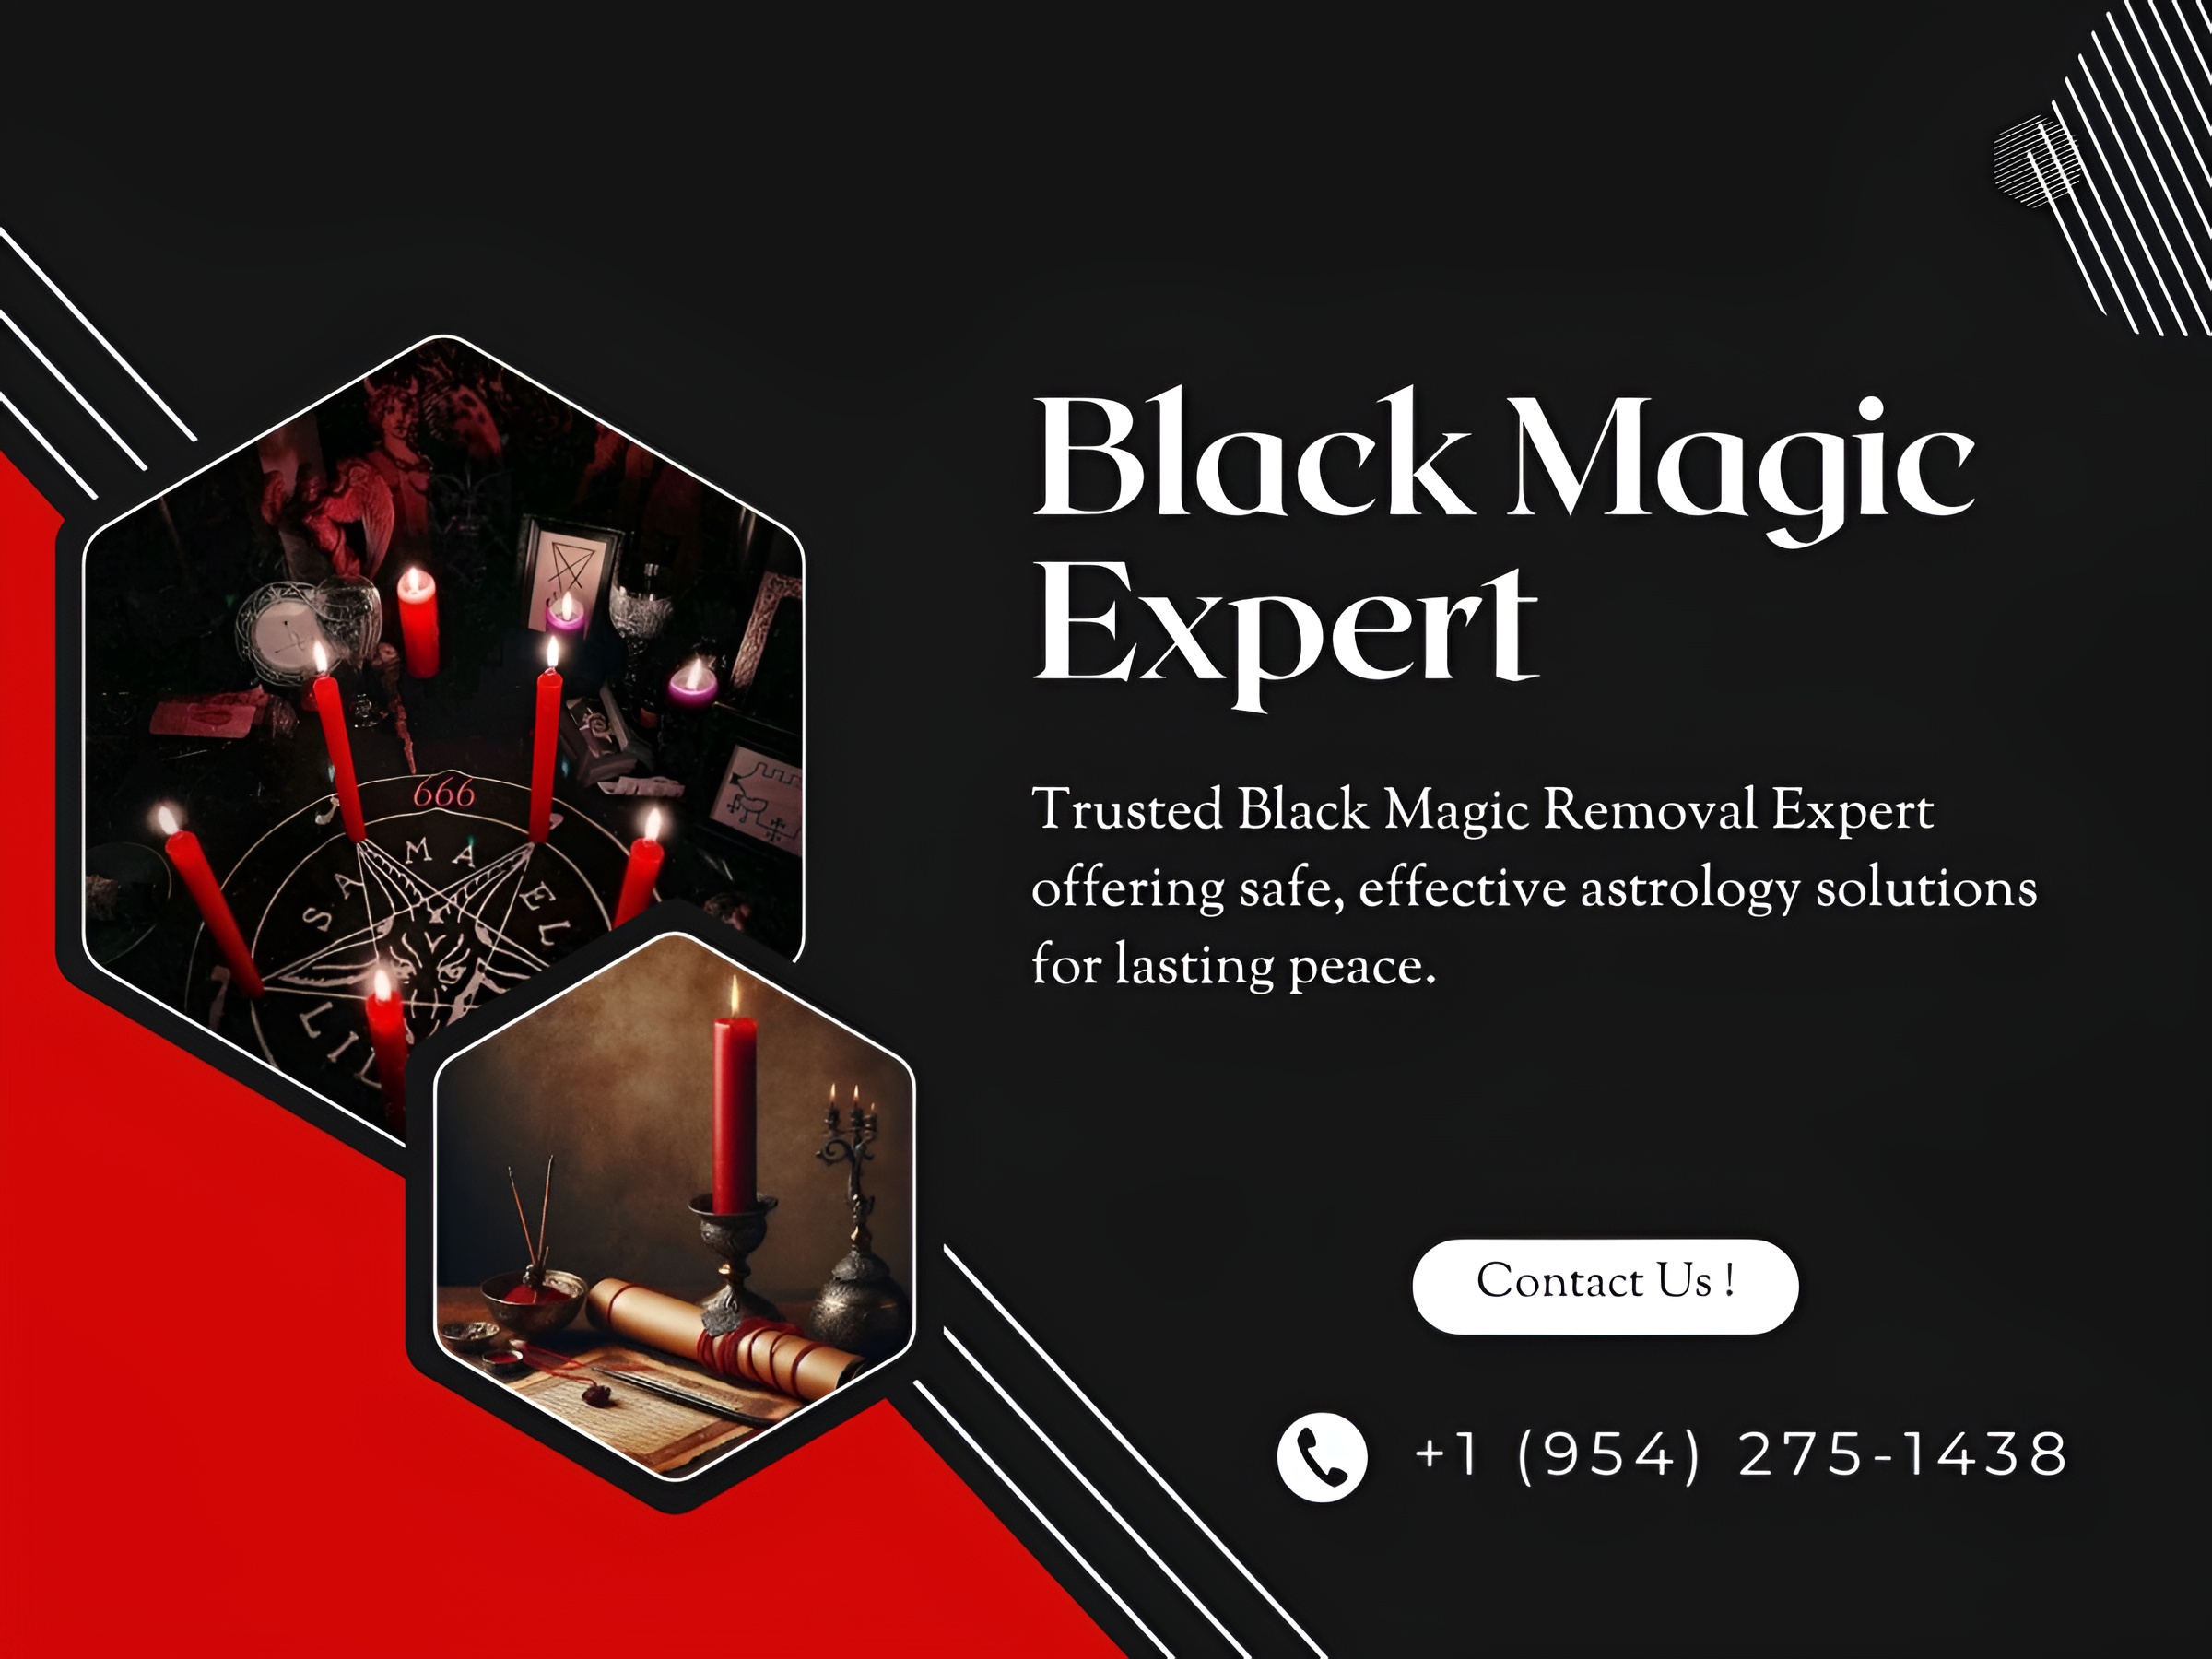 Black Magic
Expert
Trusted Black Magic Removal Expert
offering safe, effective astrology solutions
for lasting peace.
Contact Us !
+1 (954) 275-1438
666
SAMAEL
LIL